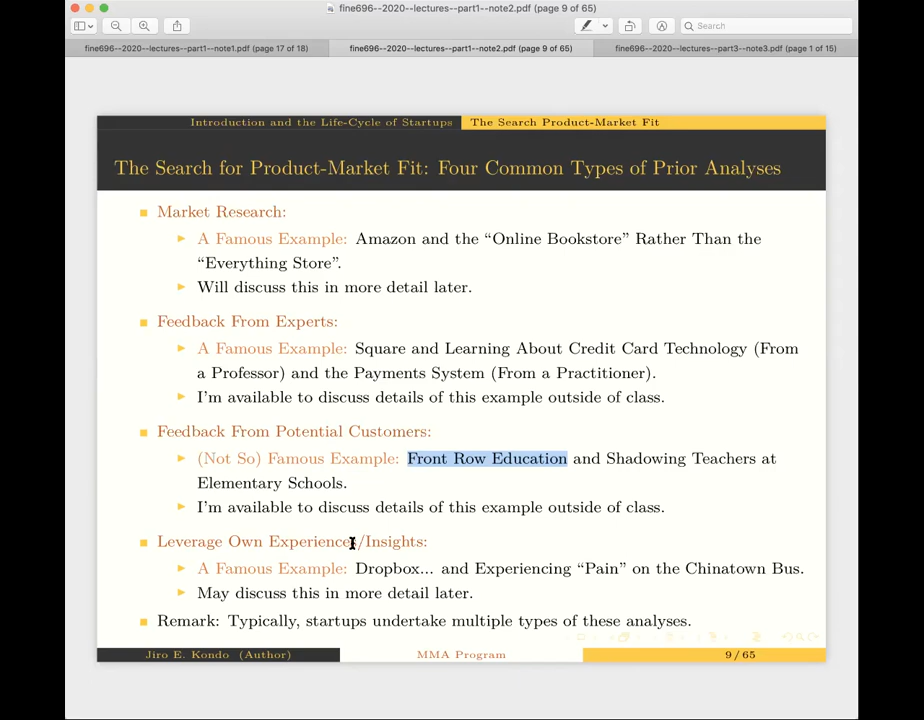 fine696--2020--lectures--part1--note2.pdf (page 9 of 65)
Search
fine696--2020--lectures--part1--note1.pdf (page 17 of 18)
fine696--2020--lectures--part1--note2.pdf (page 9 of 65)
fine696--2020--lectures--part3--note3.pdf (page 1 of 15)
Introduction and the Life-Cycle of Startups
The Search Product-Market Fit
The Search for Product-Market Fit: Four Common Types of Prior Analyses
Market Research:
A Famous Example: Amazon and the “Online Bookstore” Rather Than the
“Everything Store”.
Will discuss this in more detail later.
Feedback From Experts:
A Famous Example: Square and Learning About Credit Card Technology (From
a Professor) and the Payments System (From a Practitioner).
I’m available to discuss details of this example outside of class.
Feedback From Potential Customers:
(Not So) Famous Example: Front Row Education and Shadowing Teachers at
Elementary Schools.
I’m available to discuss details of this example outside of class.
Leverage Own Experiences/Insights:
A Famous Example: Dropbox... and Experiencing “Pain” on the Chinatown Bus.
May discuss this in more detail later.
Remark: Typically, startups undertake multiple types of these analyses.
Jiro E. Kondo (Author)
MMA Program
9/65